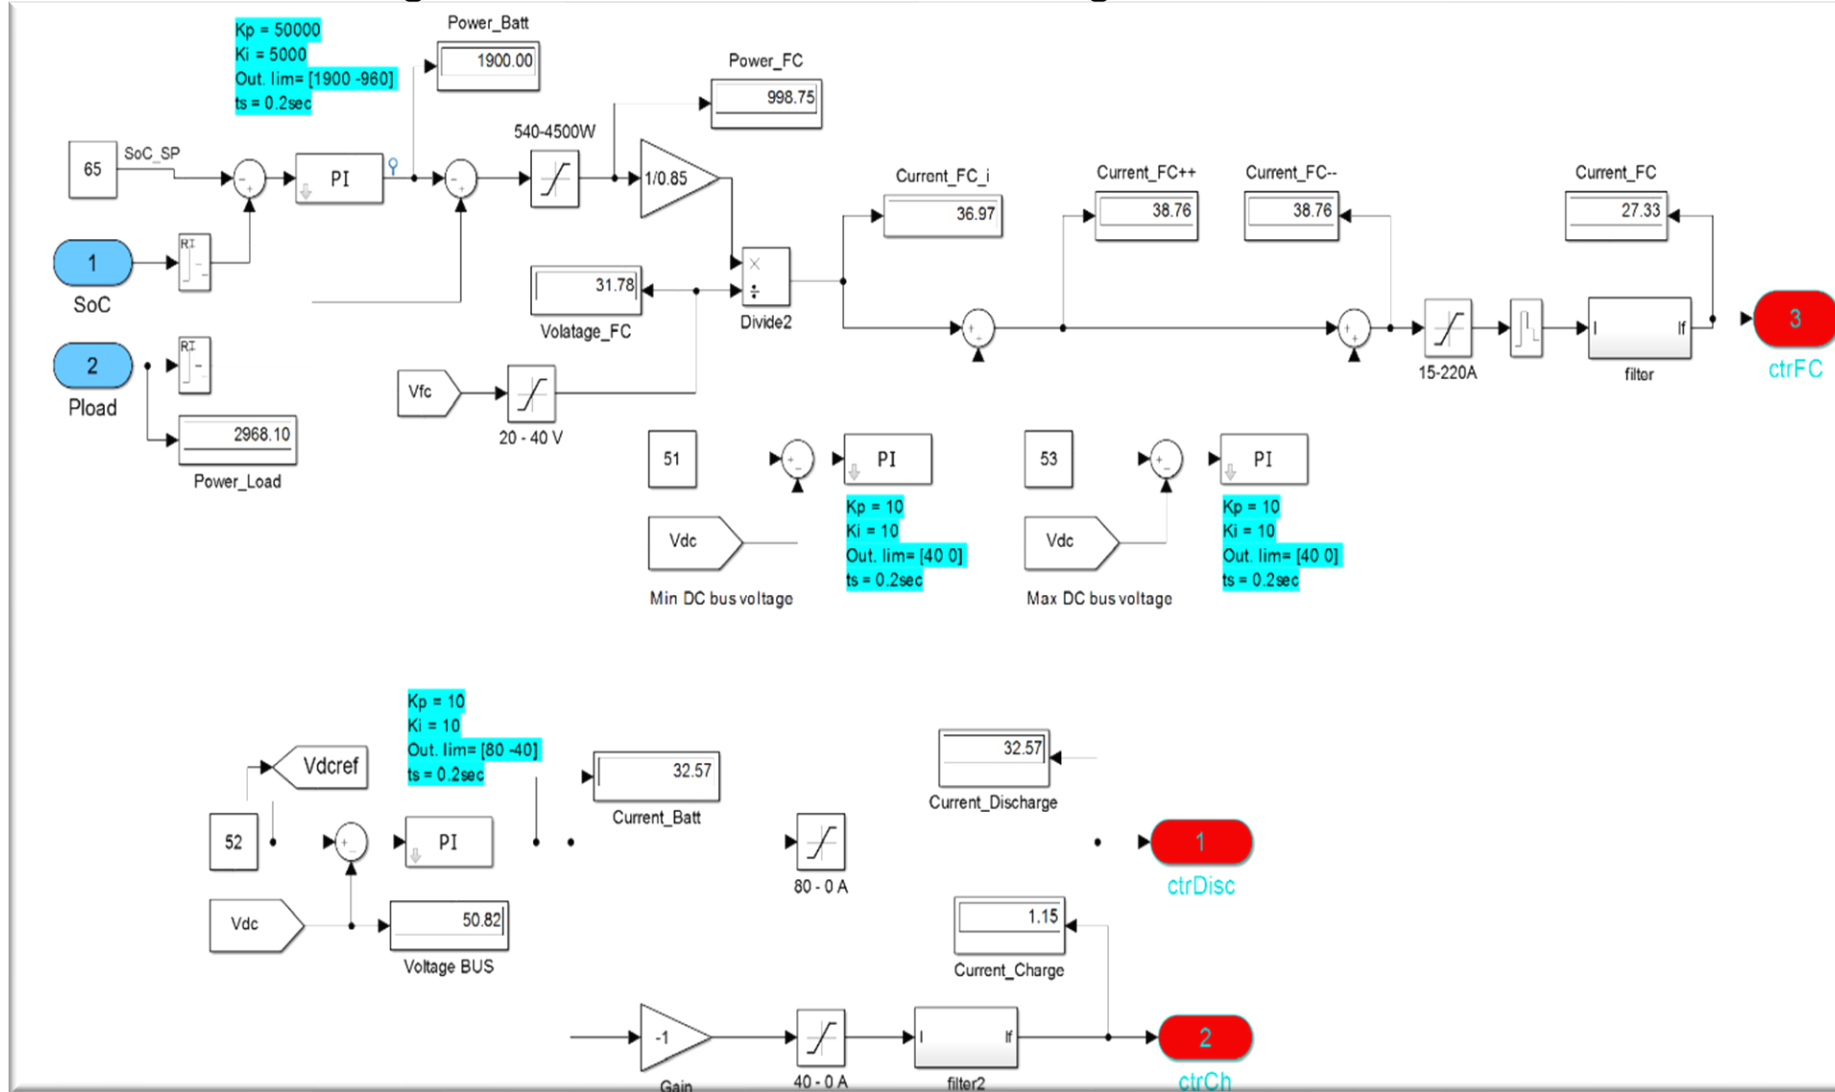 Kp = 50000
Ki = 5000
Out. lim= [1900 -960]
ts = 0.2sec
Power_Batt
1900.00
Power_FC
998.75
540-4500W
65
SoC_SP
PI
1/0.85
Current_FC_i
36.97
Current_FC++
38.76
Current_FC--
38.76
Current_FC
27.33
1
SoC
RT
31.78
Volatage_FC
×
÷
Divide2
15-220A
I
If
filter
3
ctrFC
2
Pload
RT
2968.10
Power_Load
Vfc
20 - 40 V
51
+
-
PI
Vdc
Kp = 10
Ki = 10
Out. lim= [40 0]
ts = 0.2sec
Min DC bus voltage
53
+
-
PI
Vdc
Kp = 10
Ki = 10
Out. lim= [40 0]
ts = 0.2sec
Max DC bus voltage
Kp = 10
Ki = 10
Out. lim= [80 -40]
ts = 0.2sec
Vdcref
32.57
Current_Batt
32.57
Current_Discharge
52
+
-
PI
80 - 0 A
1
ctrDisc
Vdc
50.82
Voltage BUS
1.15
Current_Charge
-1
Gain
40 - 0 A
I
If
filter2
2
ctrCh